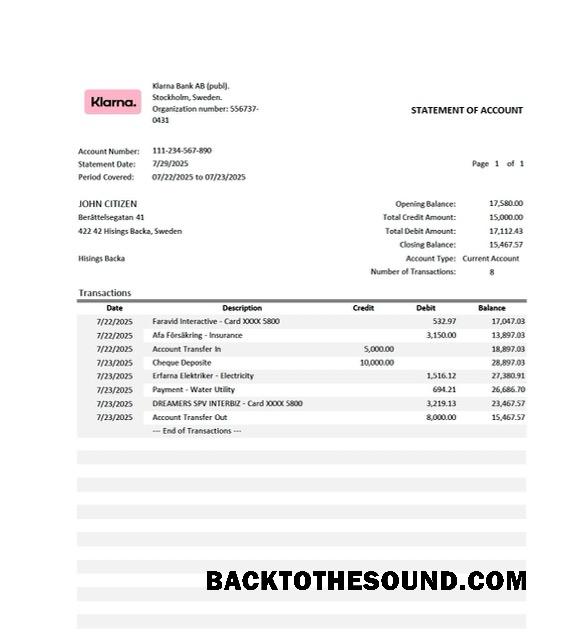 Klarna.
Klarna Bank AB (publ).
Stockholm, Sweden.
Organization number: 556737-
0431
STATEMENT OF ACCOUNT
Account Number: 111-234-567-890
Statement Date: 7/29/2025 Page 1 of 1
Period Covered: 07/22/2025 to 07/23/2025
JOHN CITIZEN Opening Balance: 17,580.00
Beråttelsegatan 41 Total Credit Amount: 15,000.00
422 42 Hisings Backa, Sweden Total Debit Amount: 17,112.43
Closing Balance: 15,467.57
Hisings Backa Account Type: Current Account
Number of Transactions: 8
Transactions
Date Description Credit Debit Balance
7/22/2025 Faravid Interactive - Card XXXX 5800 532.97 17,047.03
7/22/2025 Afa Försäkring - Insurance 3,150.00 13,897.03
7/22/2025 Account Transfer In 5,000.00 18,897.03
7/23/2025 Cheque Deposite 10,000.00 28,897.03
7/23/2025 Erfarna Elektriker - Electricity 1,516.12 27,380.91
7/23/2025 Payment - Water Utility 694.21 26,686.70
7/23/2025 DREAMERS SPV INTERBIZ - Card XXXX 5800 3,219.13 23,467.57
7/23/2025 Account Transfer Out 8,000.00 15,467.57
--- End of Transactions ---
BACKTOTHESOUND.COM